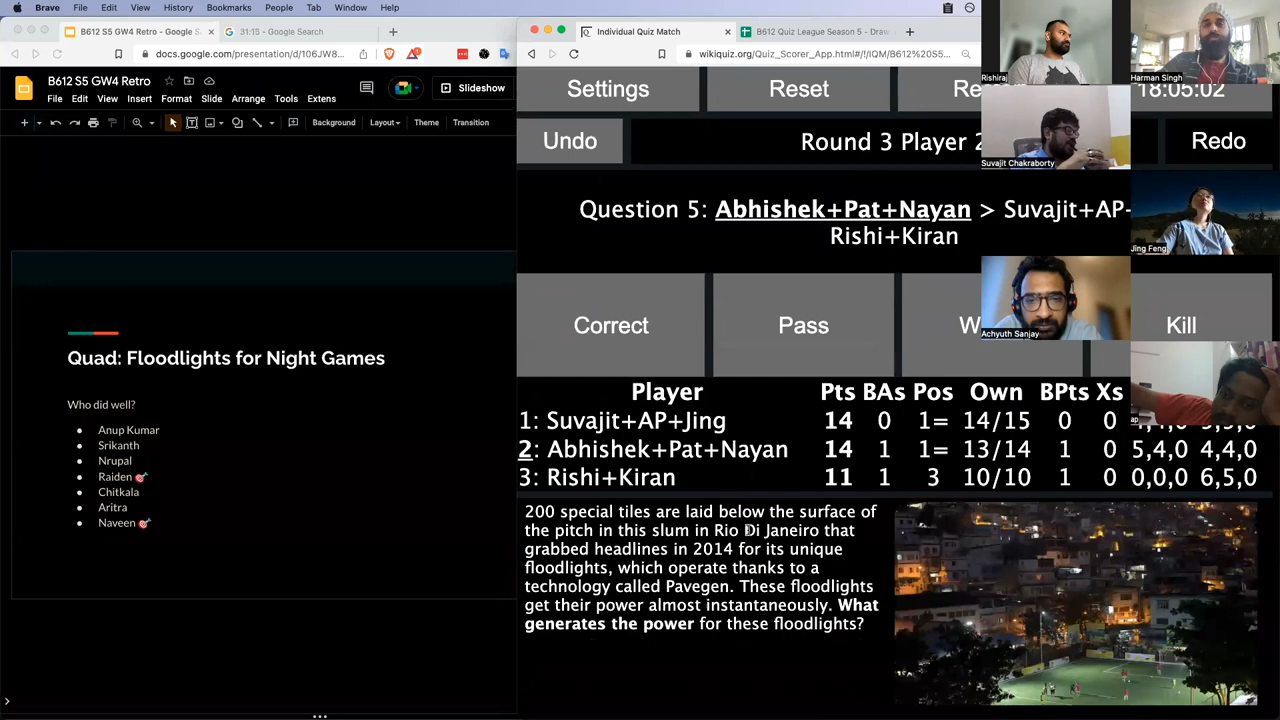 Brave File Edit View History Bookmarks People Tab Window Help
B612 S5 GW4 Retro - Google S
31:15 - Google Search
docs.google.com/presentation/d/106JW8...
B612 S5 GW4 Retro
File Edit View Insert Format Slide Arrange Tools Extens
Slideshow
Background Layout Theme Transition
Quad: Floodlights for Night Games
Who did well?
● Anup Kumar
● Srikanth
● Nrupal
● Raiden 🎯
● Chitkala
● Aritra
● Naveen 🎯
Individual Quiz Match
B612 Quiz League Season 5 - Draw
wikiquiz.org/Quiz_Scorer_App.html#!/IQM/B612%20S5...
Settings Reset 18:05:02
Undo Round 3 Player 2 Redo
Question 5: Abhishek+Pat+Nayan > Suvajit+AP-
Rishi+Kiran
Correct Pass W Kill
Player Pts BAs Pos Own BPts Xs
1: Suvajit+AP+Jing 14 0 1= 14/15 0 0
2: Abhishek+Pat+Nayan 14 1 1= 13/14 1 0 5,4,0 4,4,0
3: Rishi+Kiran 11 1 3 10/10 1 0 0,0,0 6,5,0
200 special tiles are laid below the surface of
the pitch in this slum in Rio Di Janeiro that
grabbed headlines in 2014 for its unique
floodlights, which operate thanks to a
technology called Pavegen. These floodlights
get their power almost instantaneously. What
generates the power for these floodlights?
Rishiraj
Harman Singh
Suvajit Chakraborty
Jing Feng
Achyuth Sanjay
ap